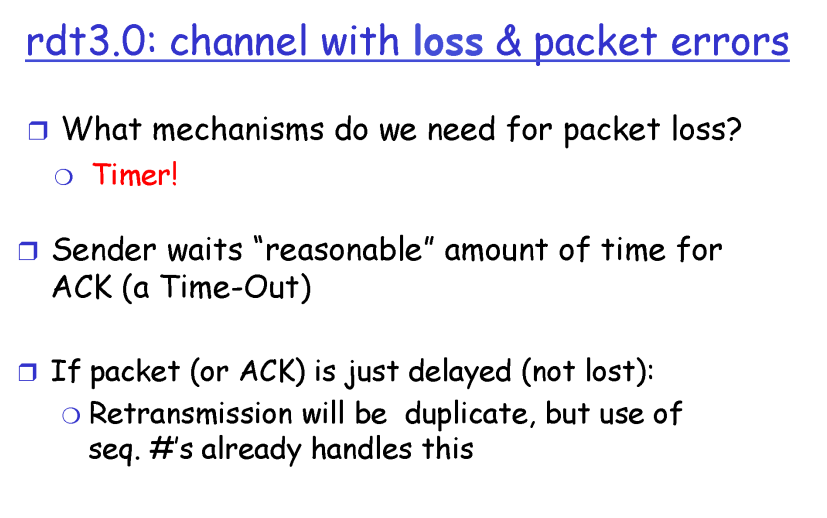 rdt3.0: channel with loss & packet errors
What mechanisms do we need for packet loss?
Timer!
Sender waits “reasonable” amount of time for
ACK (a Time-Out)
If packet (or ACK) is just delayed (not lost):
Retransmission will be  duplicate, but use of
seq. #’s already handles this